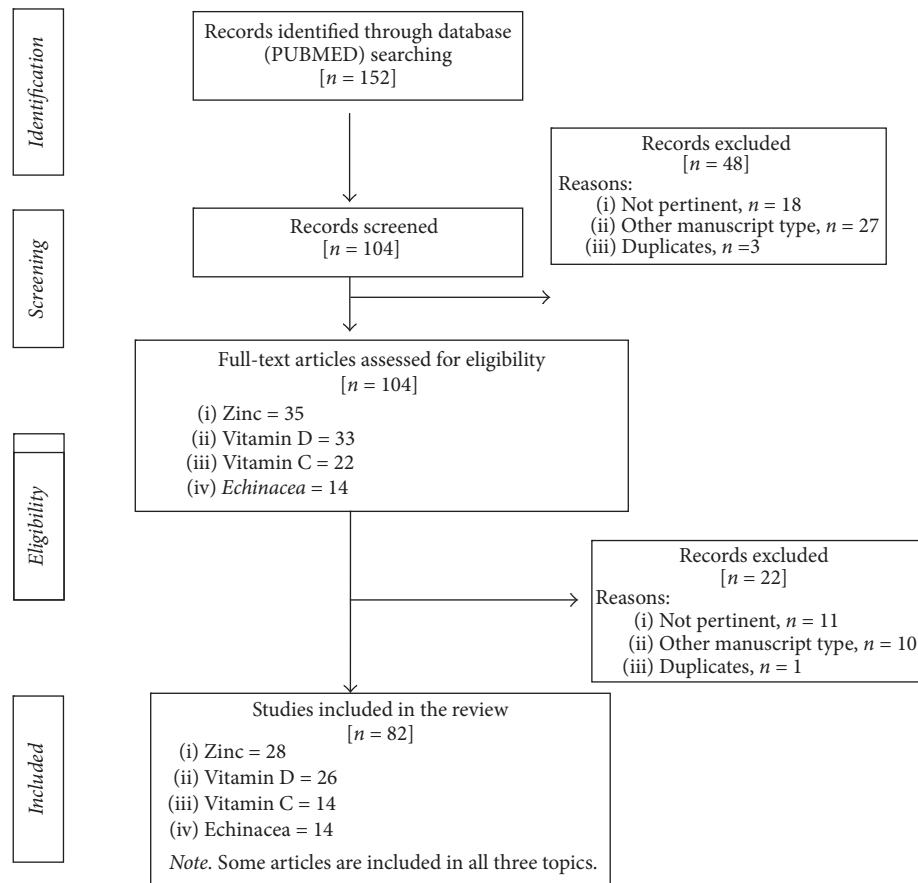 Identification
Records identified through database
(PUBMED) searching
[n = 152]
Records excluded
[n = 48]
Reasons:
(i) Not pertinent, n = 18
(ii) Other manuscript type, n = 27
(iii) Duplicates, n =3
Screening
Records screened
[n = 104]
Full-text articles assessed for eligibility
[n = 104]
(i) Zinc = 35
(ii) Vitamin D = 33
(iii) Vitamin C = 22
(iv) Echinacea = 14
Eligibility
Records excluded
[n = 22]
Reasons:
(i) Not pertinent, n = 11
(ii) Other manuscript type, n = 10
(iii) Duplicates, n = 1
Included
Studies included in the review
[n = 82]
(i) Zinc = 28
(ii) Vitamin D = 26
(iii) Vitamin C = 14
(iv) Echinacea = 14
Note. Some articles are included in all three topics.